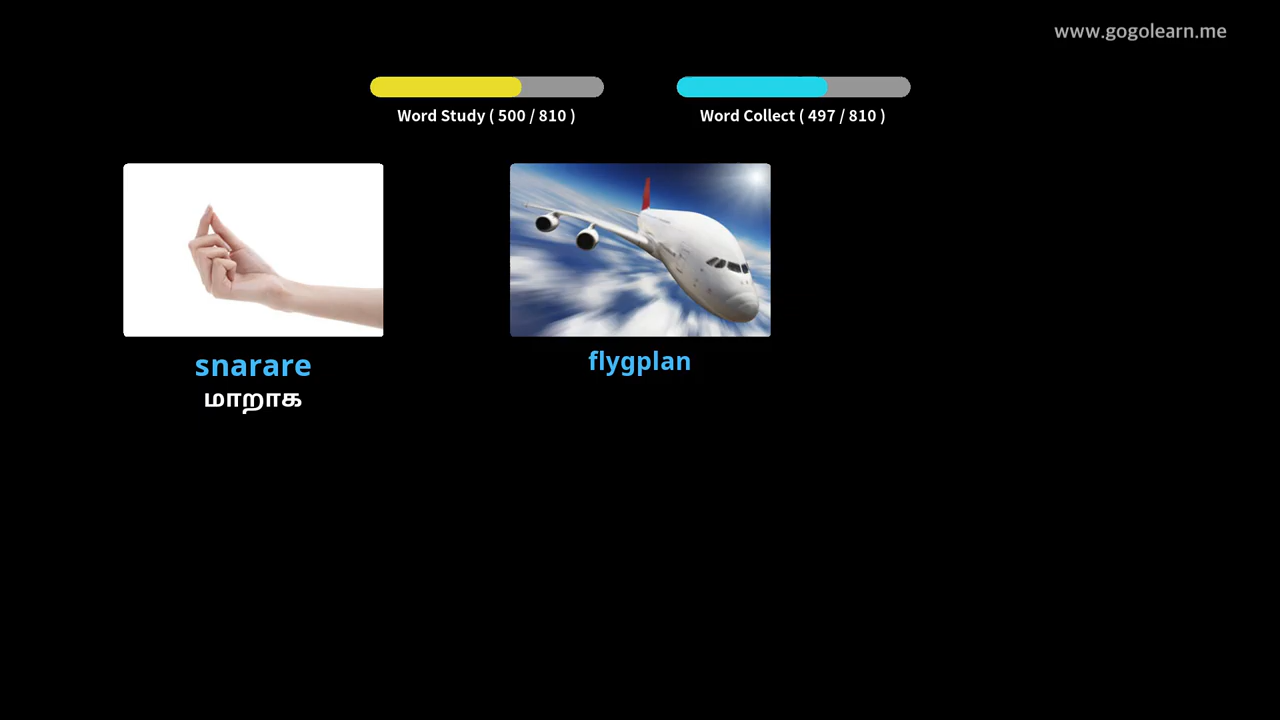 www.gogolearn.me
Word Study ( 500 / 810 )
Word Collect ( 497 / 810 )
snarare
மாறாக
flygplan